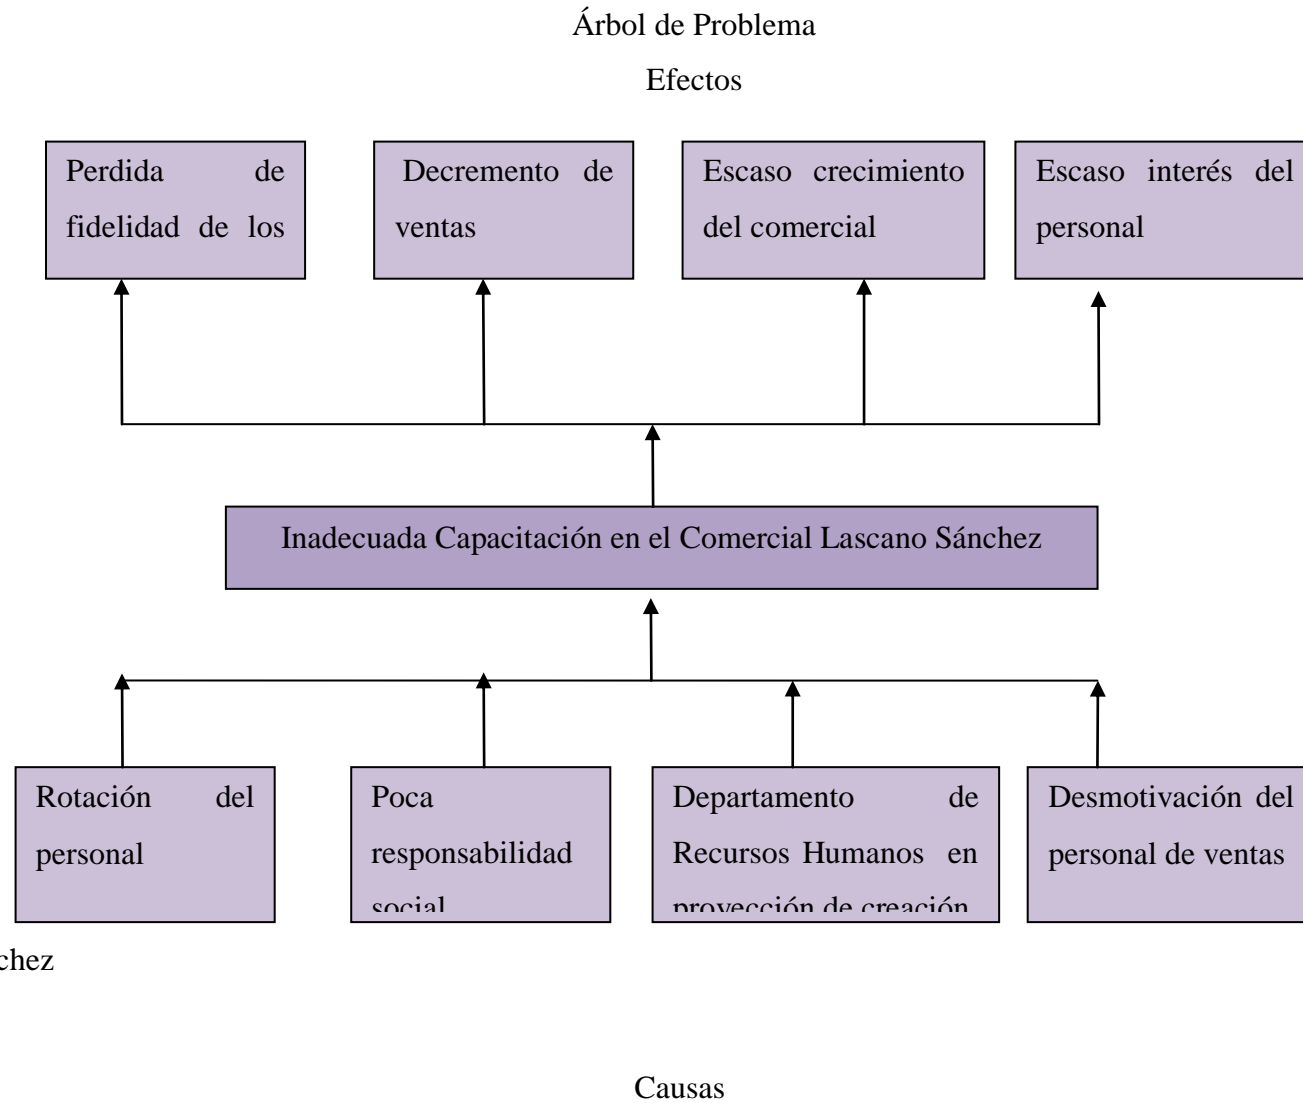 Árbol de Problema
Efectos
Perdida de
fidelidad de los
Decremento de
ventas
Escaso crecimiento
del comercial
Escaso interés del
personal
Inadecuada Capacitación en el Comercial Lascano Sánchez
Rotación del
personal
Poca
responsabilidad
social
Departamento de
Recursos Humanos en
proyección de creación
Desmotivación del
personal de ventas
chez
Causas